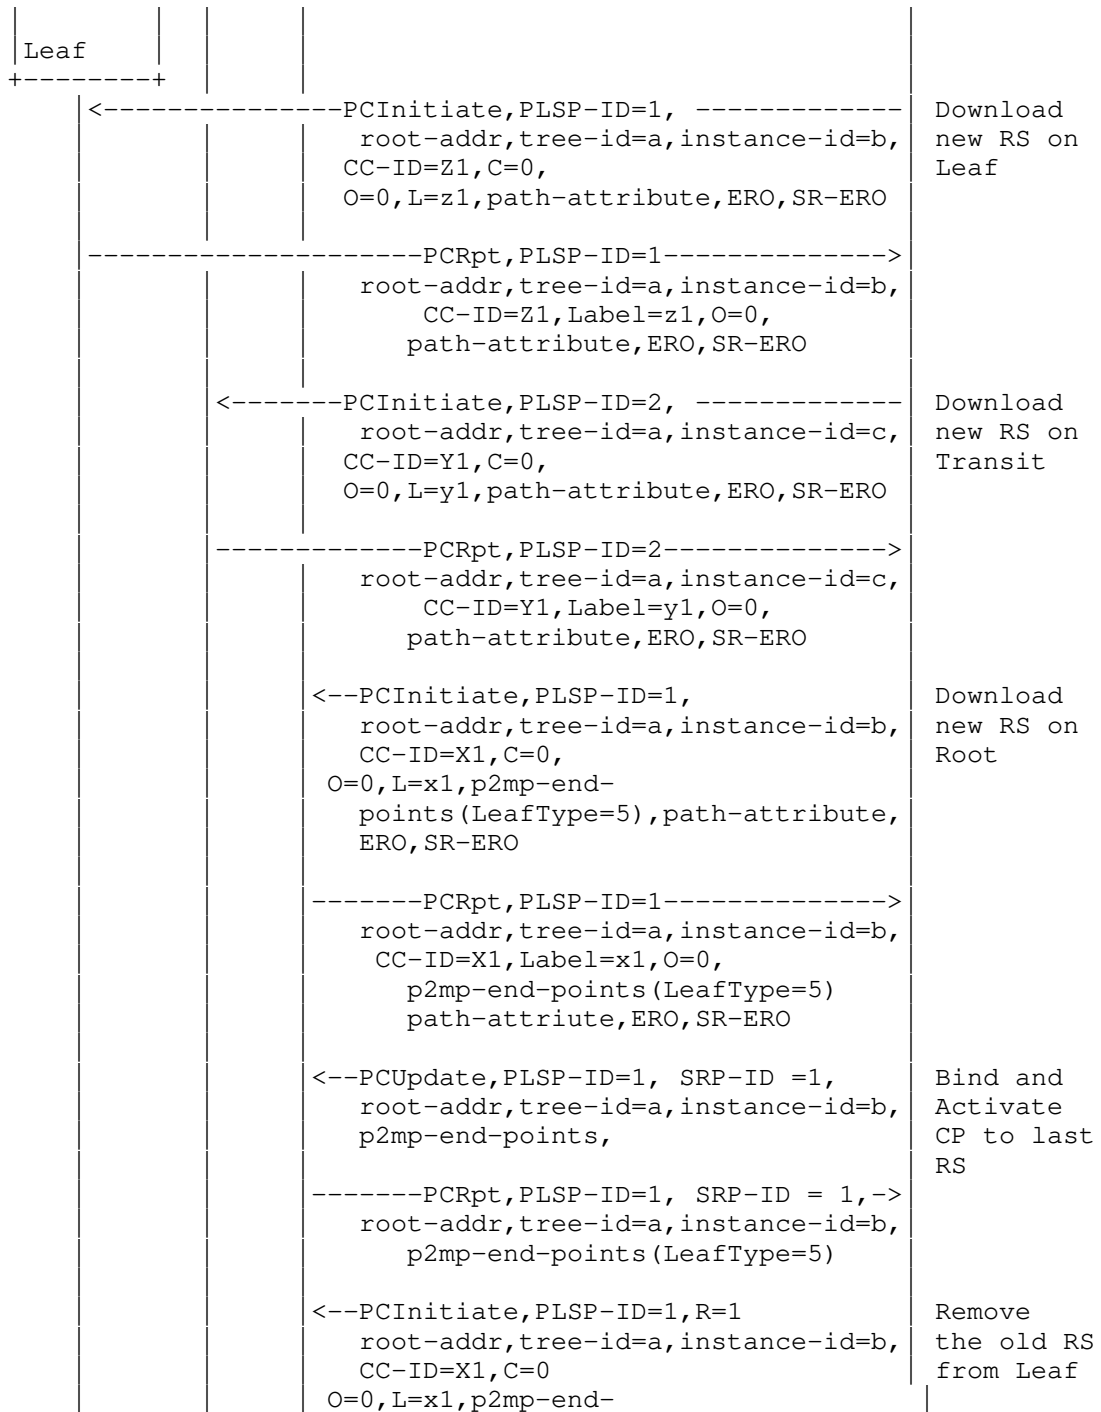 |        |  |     |                                     |
|Leaf    |  |     |                                     |
+--------+  |     |                                     |
    |<---------------PCInitiate,PLSP-ID=1, -------------| Download
    |       |     |   root-addr,tree-id=a,instance-id=b,| new RS on
    |       |     |  CC-ID=Z1,C=0,                      | Leaf
    |       |     |  O=0,L=z1,path-attribute,ERO,SR-ERO |
    |       |     |                                     |
    |---------------------PCRpt,PLSP-ID=1-------------->|
    |       |     |   root-addr,tree-id=a,instance-id=b,|
    |       |     |       CC-ID=Z1,Label=z1,O=0,        |
    |       |     |      path-attribute,ERO,SR-ERO      |
    |       |     |                                     |
    |       |<-------PCInitiate,PLSP-ID=2, -------------| Download
    |       |     |   root-addr,tree-id=a,instance-id=c,| new RS on
    |       |     |  CC-ID=Y1,C=0,                      | Transit
    |       |     |  O=0,L=y1,path-attribute,ERO,SR-ERO |
    |       |     |                                     |
    |       |-------------PCRpt,PLSP-ID=2-------------->|
    |       |     |   root-addr,tree-id=a,instance-id=c,|
    |       |     |       CC-ID=Y1,Label=y1,O=0,        |
    |       |     |      path-attribute,ERO,SR-ERO      |
    |       |     |                                     |
    |       |     |<--PCInitiate,PLSP-ID=1,             | Download
    |       |     |   root-addr,tree-id=a,instance-id=b,| new RS on
    |       |     |   CC-ID=X1,C=0,                     | Root
    |       |     | O=0,L=x1,p2mp-end-                  |
    |       |     |   points(LeafType=5),path-attribute,|
    |       |     |   ERO,SR-ERO                        |
    |       |     |                                     |
    |       |     |-------PCRpt,PLSP-ID=1-------------->|
    |       |     |   root-addr,tree-id=a,instance-id=b,|
    |       |     |    CC-ID=X1,Label=x1,O=0,           |
    |       |     |      p2mp-end-points(LeafType=5)    |
    |       |     |      path-attriute,ERO,SR-ERO       |
    |       |     |                                     |
    |       |     |<--PCUpdate,PLSP-ID=1, SRP-ID =1,    | Bind and
    |       |     |   root-addr,tree-id=a,instance-id=b,| Activate
    |       |     |   p2mp-end-points,                  | CP to last
    |       |     |                                     | RS
    |       |     |-------PCRpt,PLSP-ID=1, SRP-ID = 1,->|
    |       |     |   root-addr,tree-id=a,instance-id=b,|
    |       |     |      p2mp-end-points(LeafType=5)    |
    |       |     |                                     |
    |       |     |<--PCInitiate,PLSP-ID=1,R=1          | Remove
    |       |     |   root-addr,tree-id=a,instance-id=b,| the old RS
    |       |     |   CC-ID=X1,C=0                      | from Leaf
    |       |     | O=0,L=x1,p2mp-end-                   |